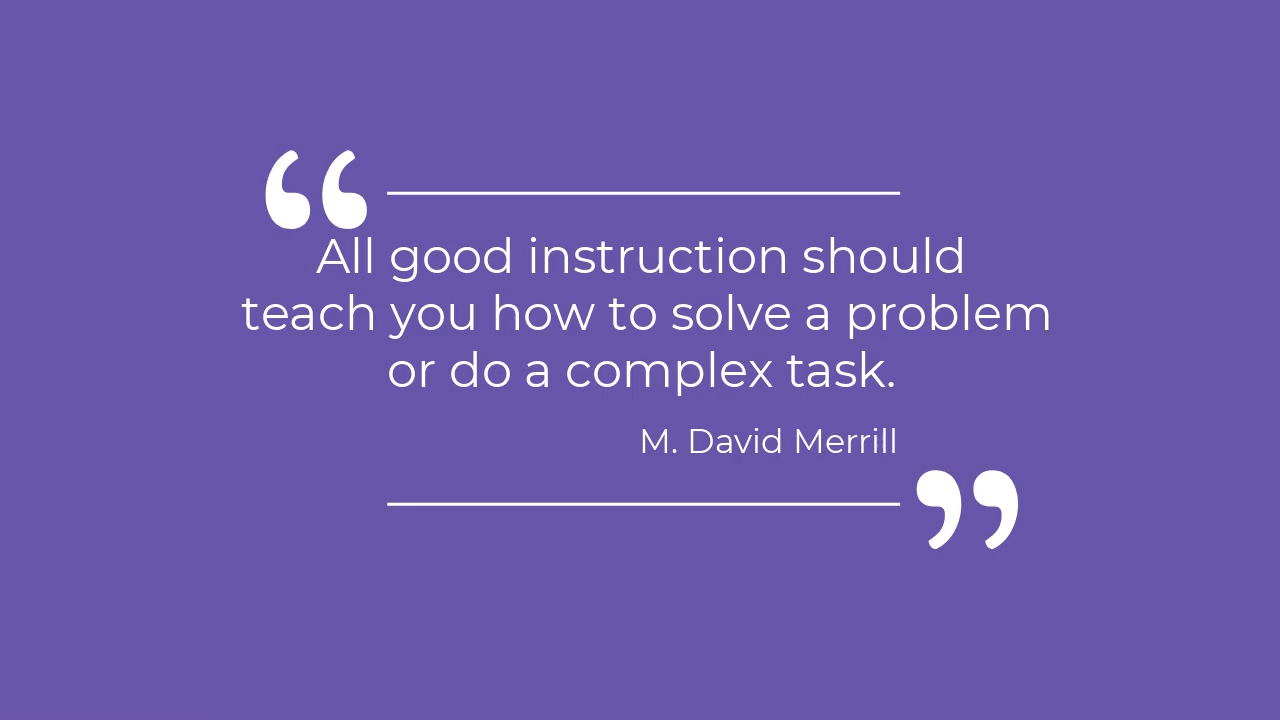 “
All good instruction should
teach you how to solve a problem
or do a complex task.
M. David Merrill
”